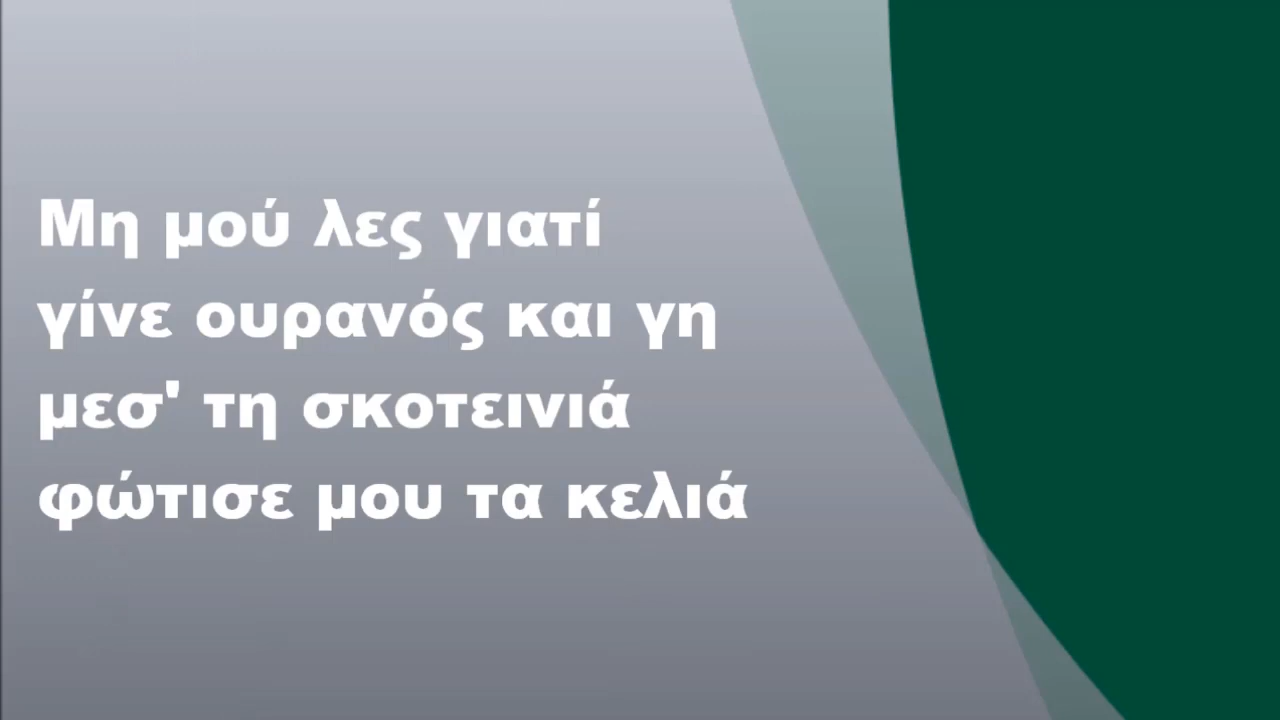 Μη μού λες γιατί
γίνε ουρανός και γη
μεσ' τη σκοτεινιά
φώτισε μου τα κελιά